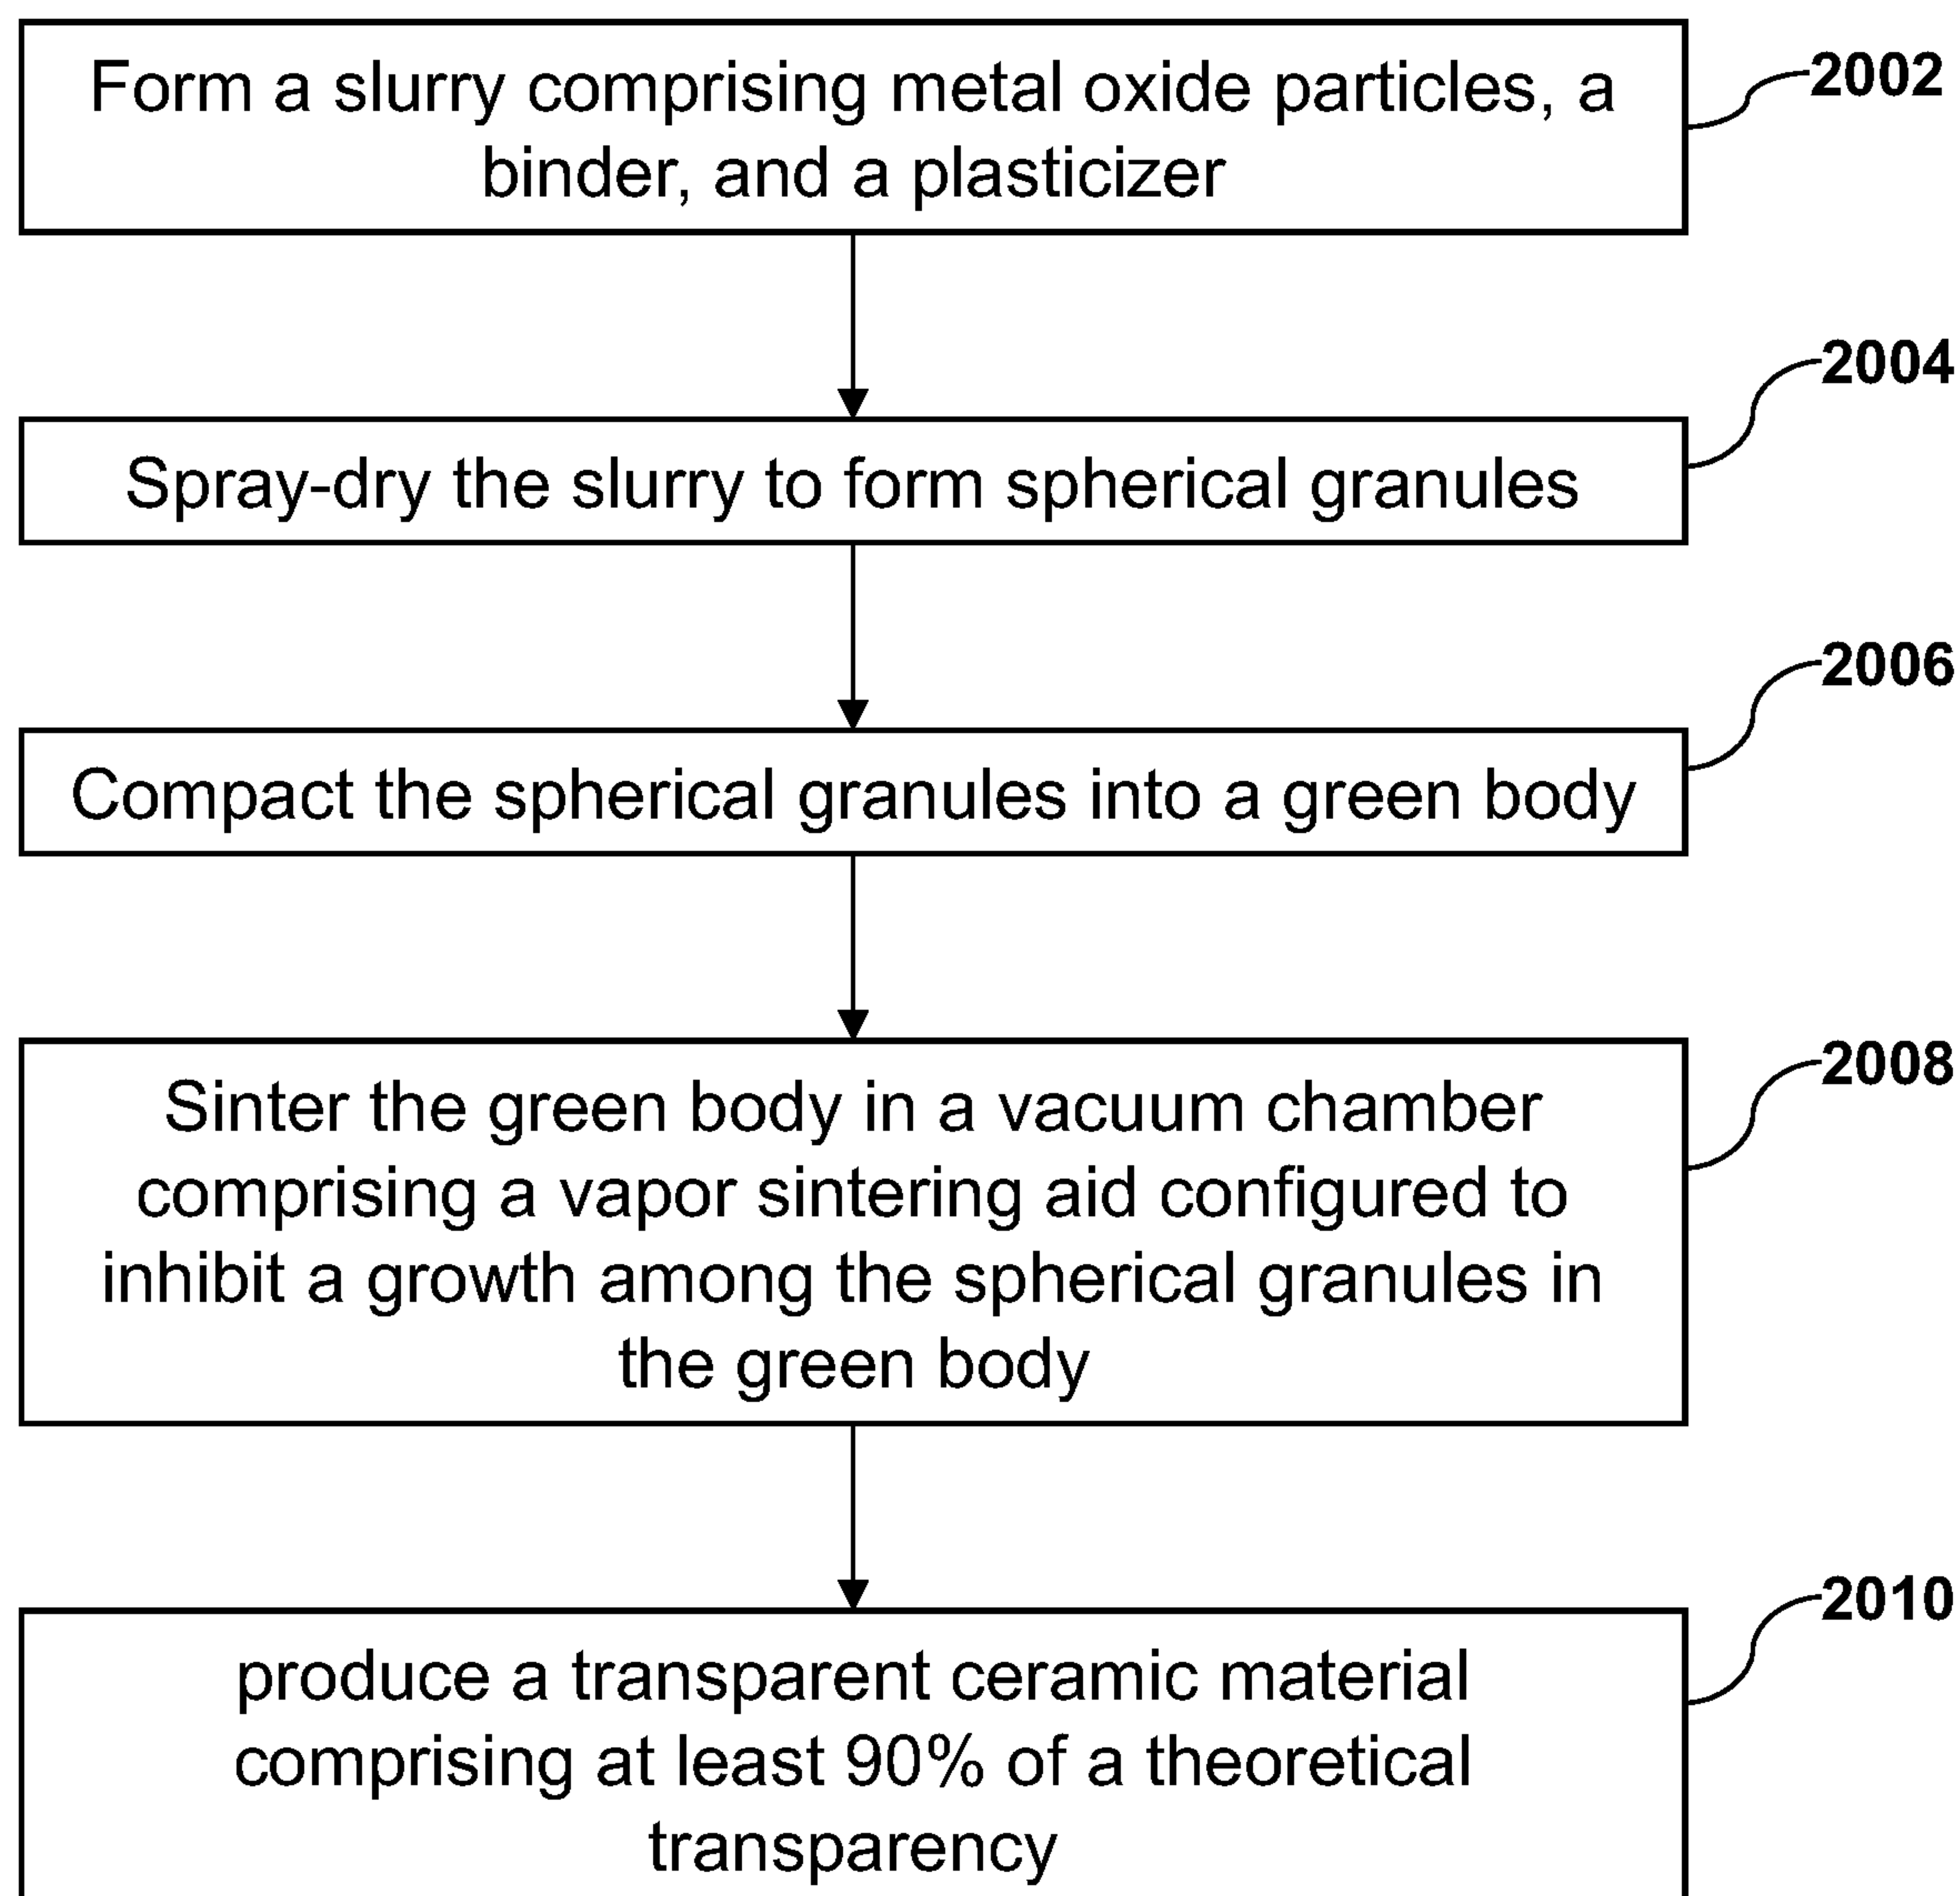 Form a slurry comprising metal oxide particles, a
binder, and a plasticizer
2002
Spray-dry the slurry to form spherical granules
2004
Compact the spherical granules into a green body
2006
Sinter the green body in a vacuum chamber
comprising a vapor sintering aid configured to
inhibit a growth among the spherical granules in
the green body
2008
produce a transparent ceramic material
comprising at least 90% of a theoretical
transparency
2010